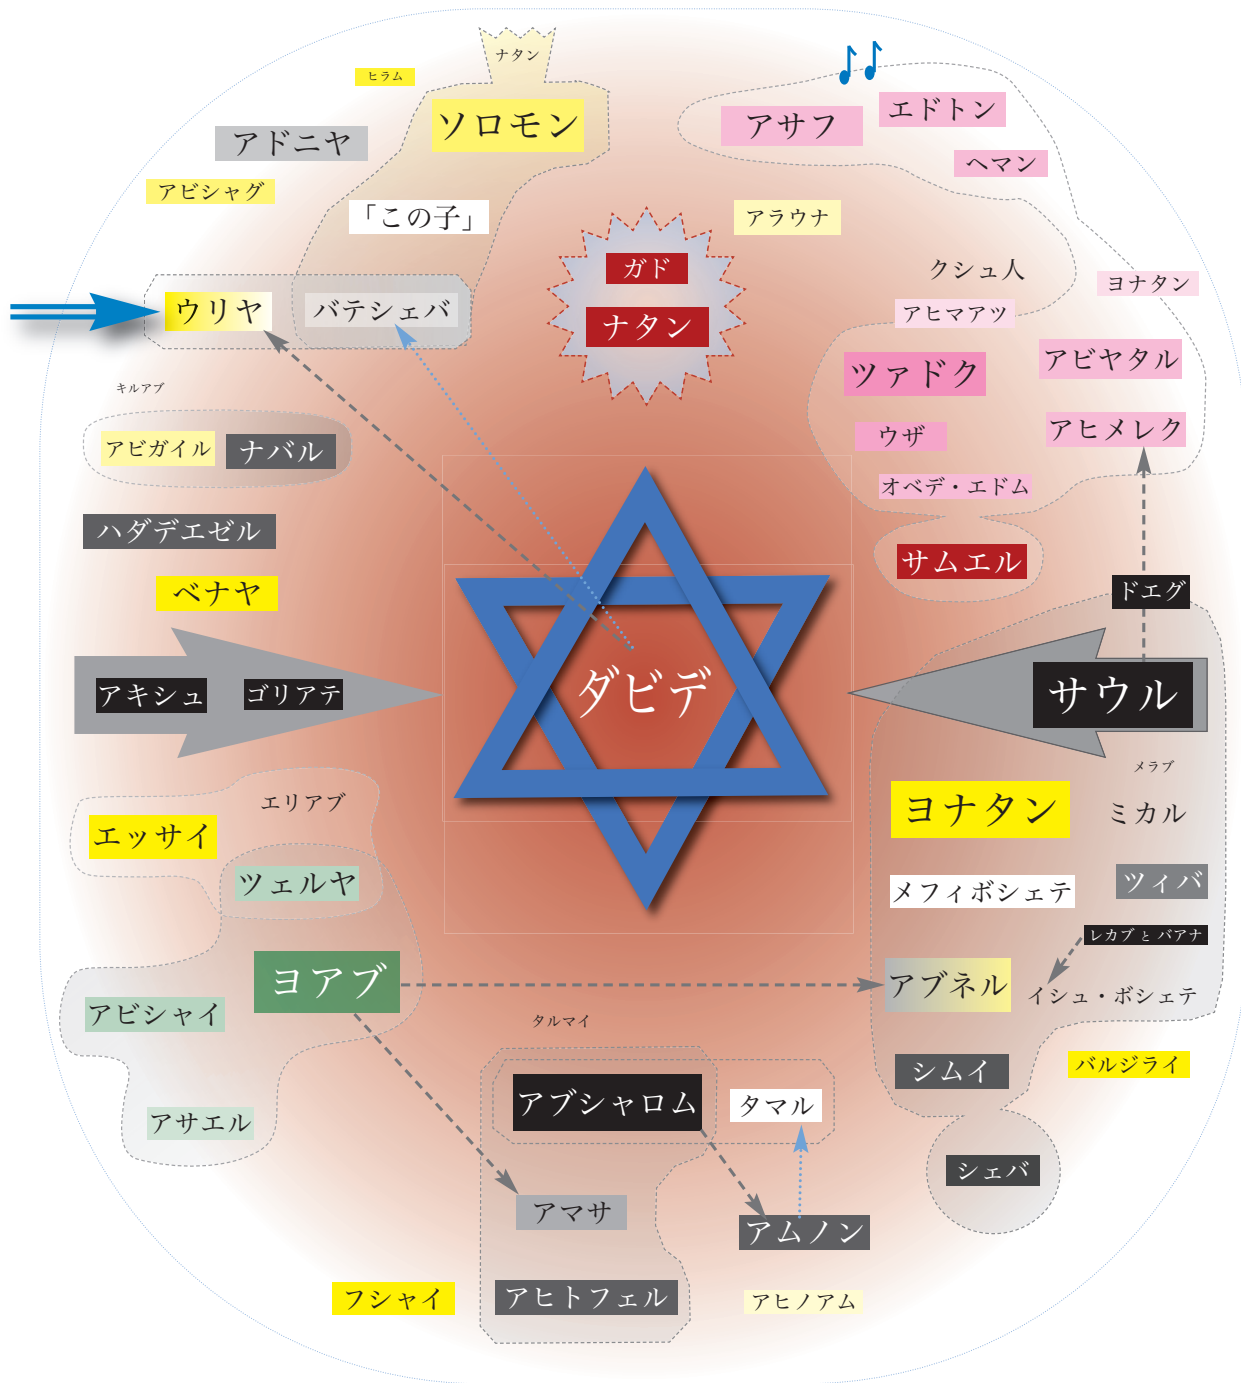 ナタン
ヒラム
ソロモン
アドニヤ
アビシャグ
「この子」
アサフ
エドトン
ヘマン
アラウナ
ガド
ナタン
クシュ人
ヨナタン
アヒマアツ
ウリヤ
バテシェバ
ツァドク
アビヤタル
キルアブ
アビガイル
ナバル
ウザ
アヒメレク
オベデ・エドム
ハダデエゼル
サムエル
ベナヤ
ドエグ
アキシュ
ゴリアテ
ダビデ
サウル
メラブ
エリアブ
エッサイ
ヨナタン
ミカル
ツェルヤ
メフィボシェテ
ツィバ
レカブ と バアナ
ヨアブ
アブネル
イシュ・ボシェテ
アビシャイ
タルマイ
シムイ
バルジライ
アブシャロム
タマル
アサエル
シェバ
アマサ
アムノン
フシャイ
アヒトフェル
アヒノアム